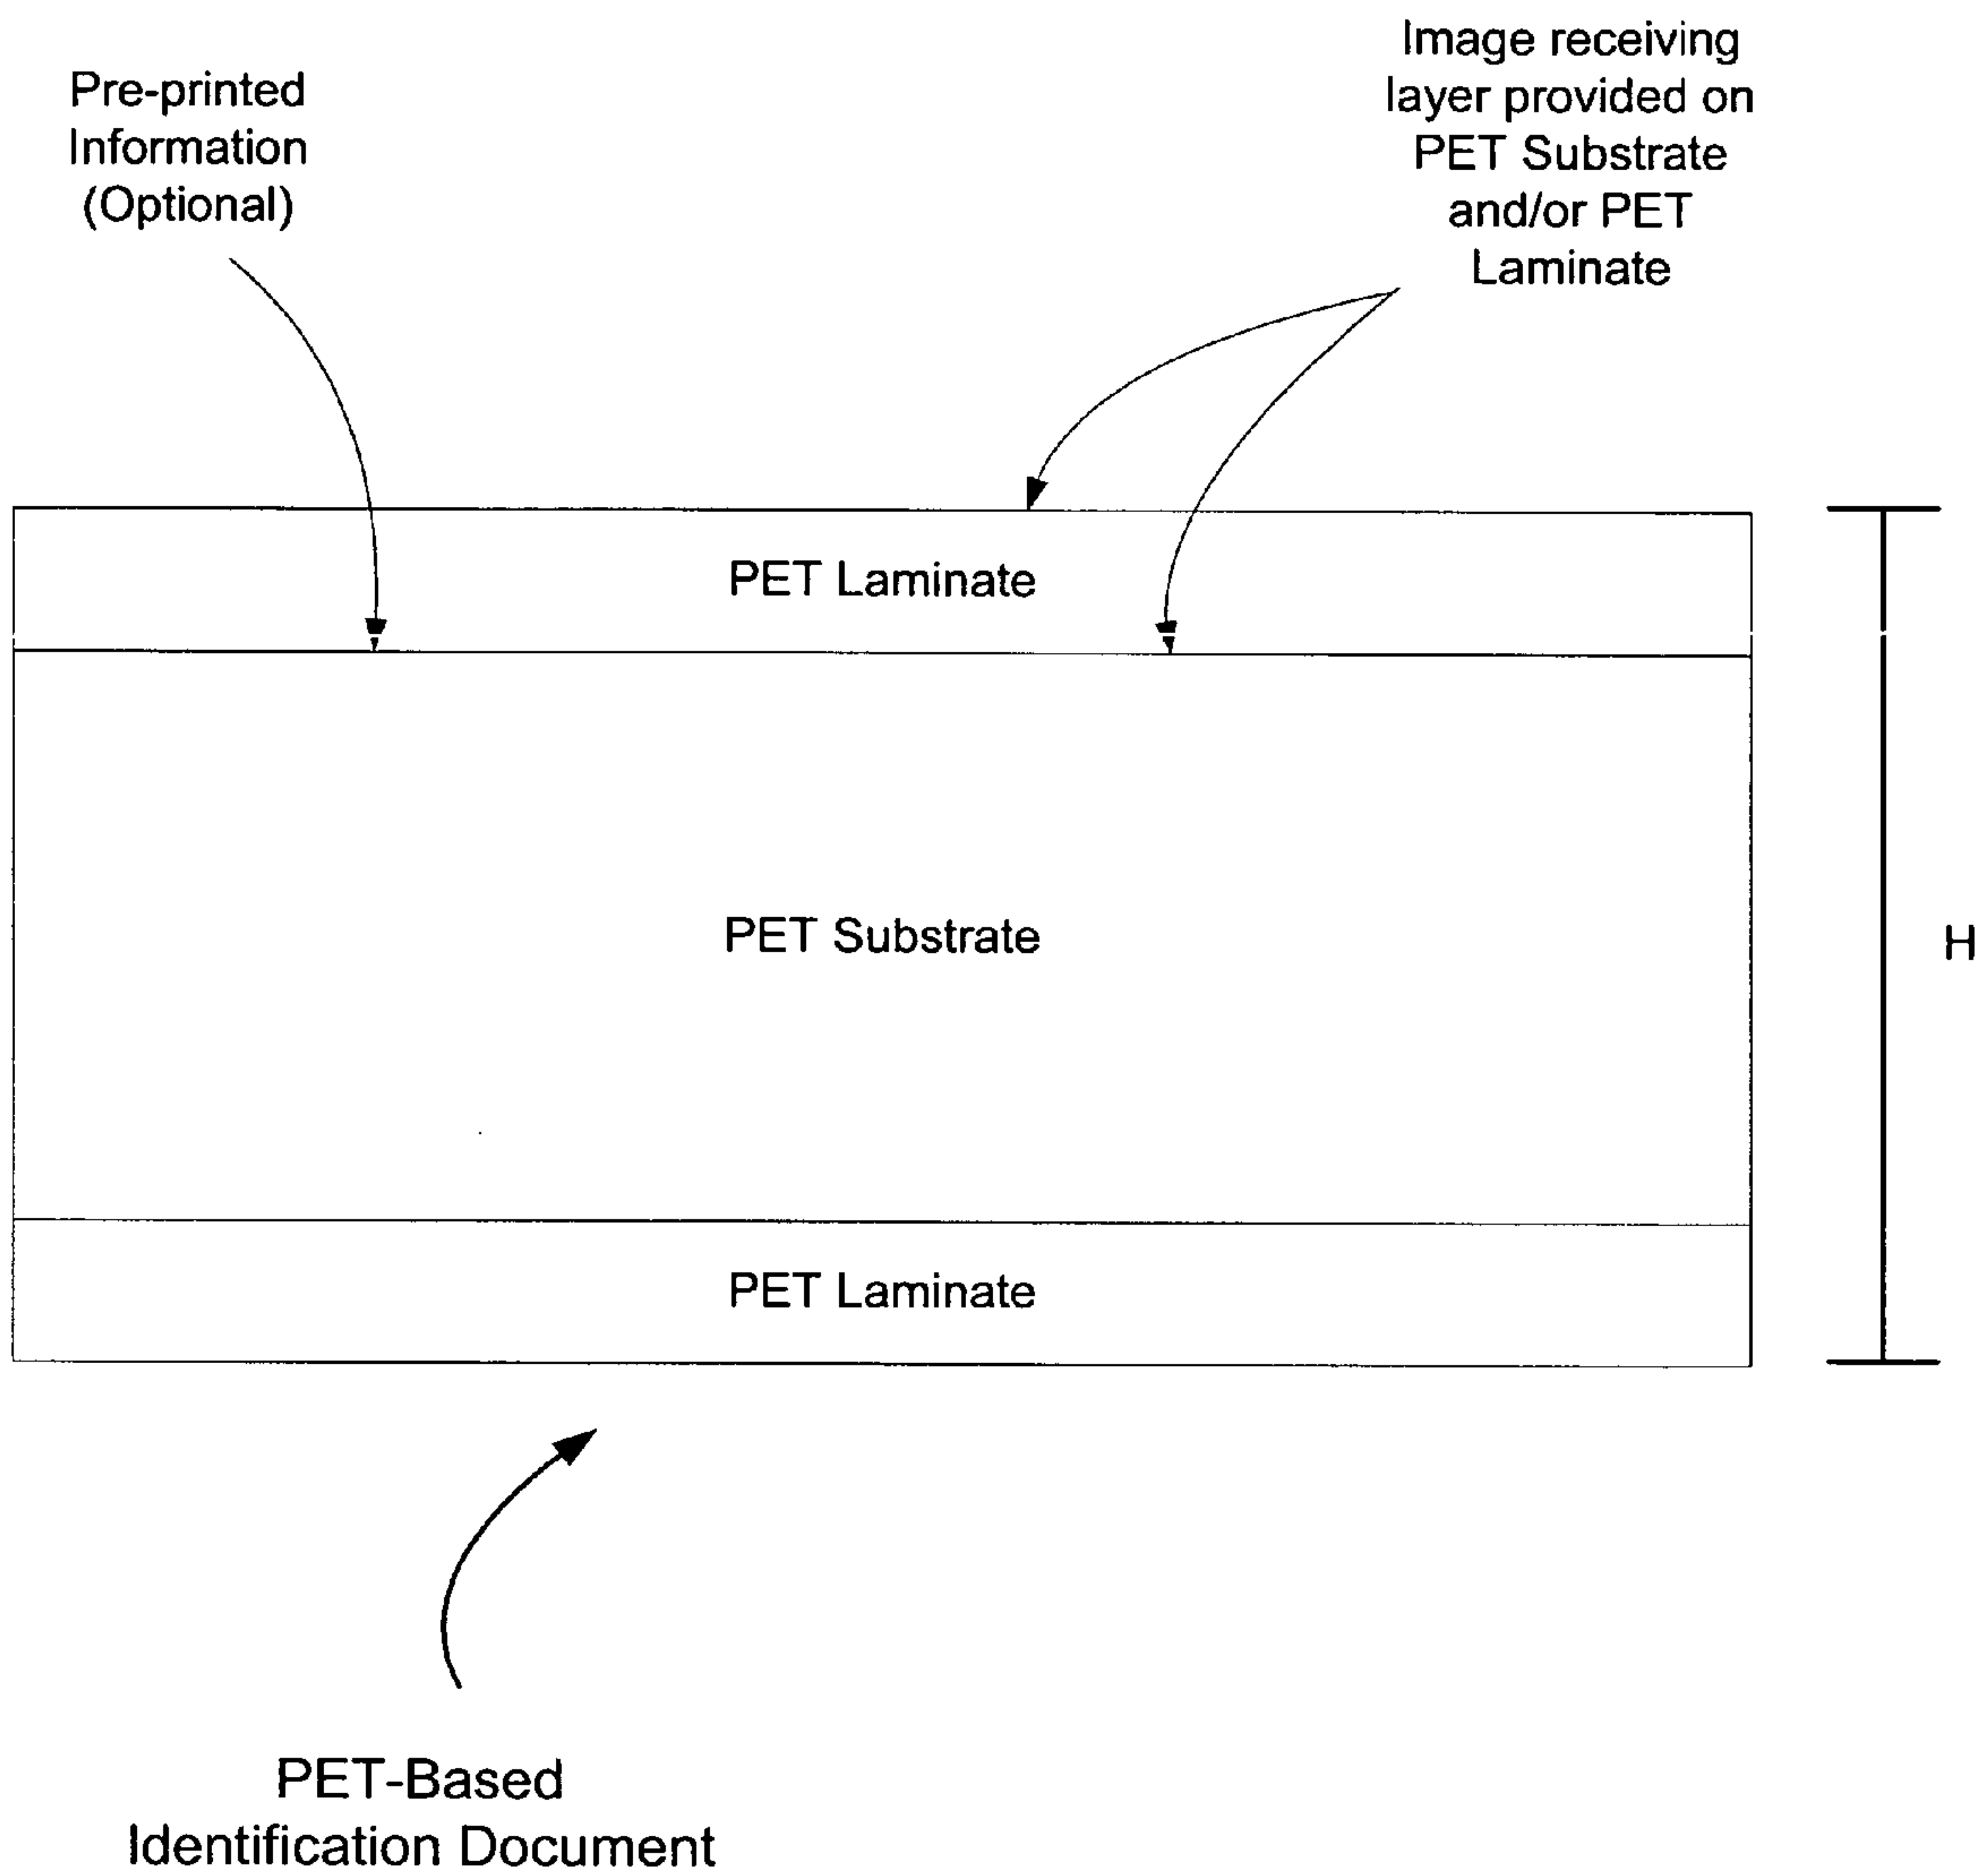 Pre-printed
Information
(Optional)
Image receiving
layer provided on
PET Substrate
and/or PET
Laminate
PET Laminate
PET Substrate
H
PET Laminate
PET-Based
Identification Document